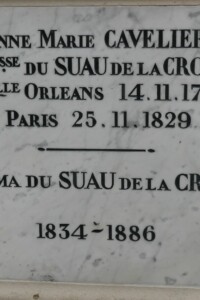 NNE MARIE CAVELIER
SSE DU SUAU DE LA CRO
LLE ORLEANS 14.11.17
PARIS 25.11.1829
MA DU SUAU DE LA CR
1834-1886